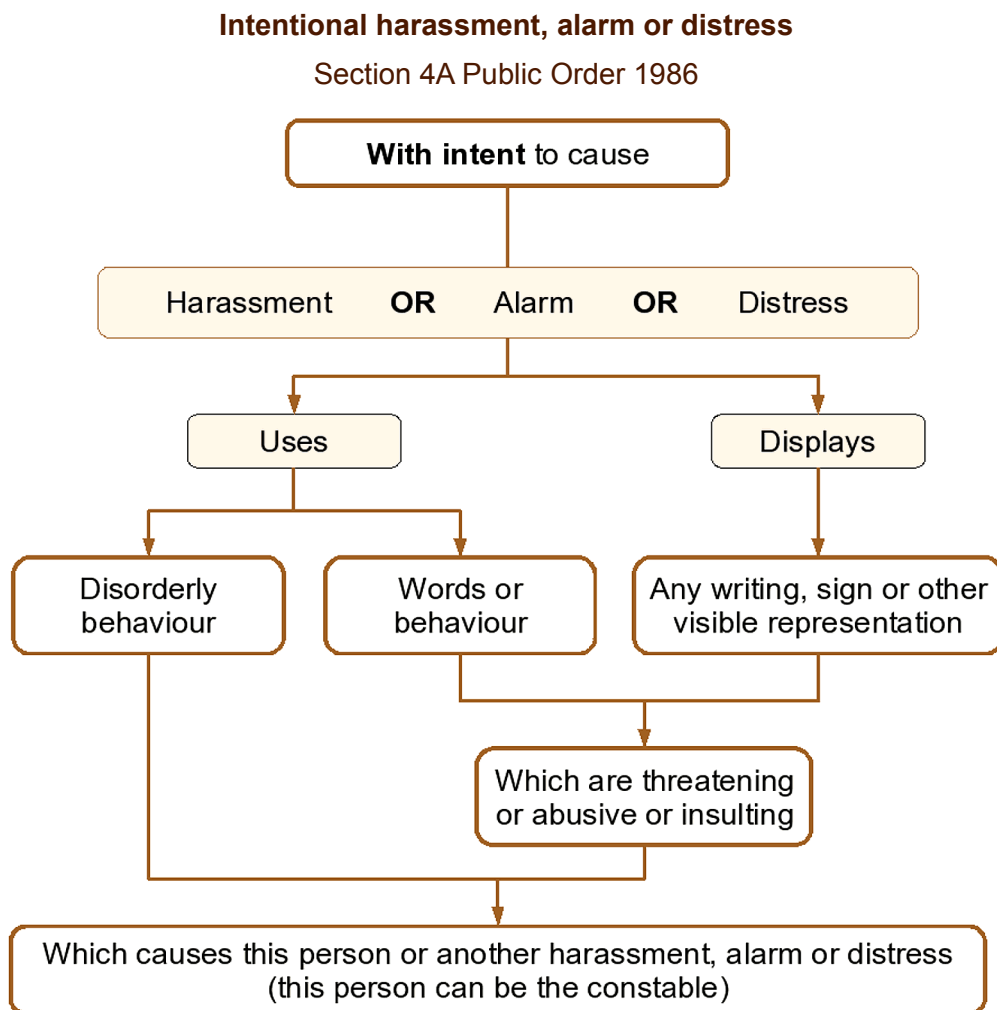 Intentional harassment, alarm or distress
Section 4A Public Order 1986
With intent to cause
Harassment OR Alarm OR Distress
Uses
Displays
Disorderly
behaviour
Words or
behaviour
Any writing, sign or other
visible representation
Which are threatening
or abusive or insulting
Which causes this person or another harassment, alarm or distress
(this person can be the constable)